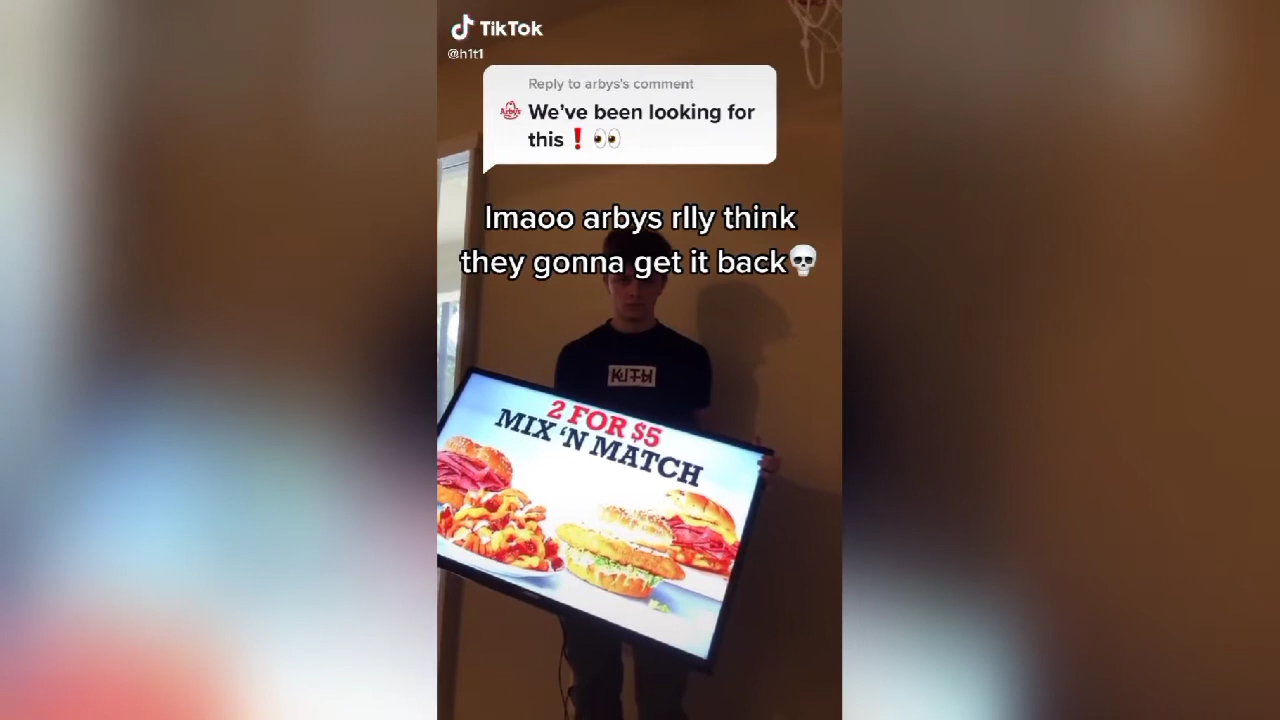 TikTok
@h1t1
Reply to arbys's comment
Arby's
We've been looking for
this❗👀
lmaoo arbys rlly think
they gonna get it back💀
KITH
2 FOR $5
MIX 'N MATCH